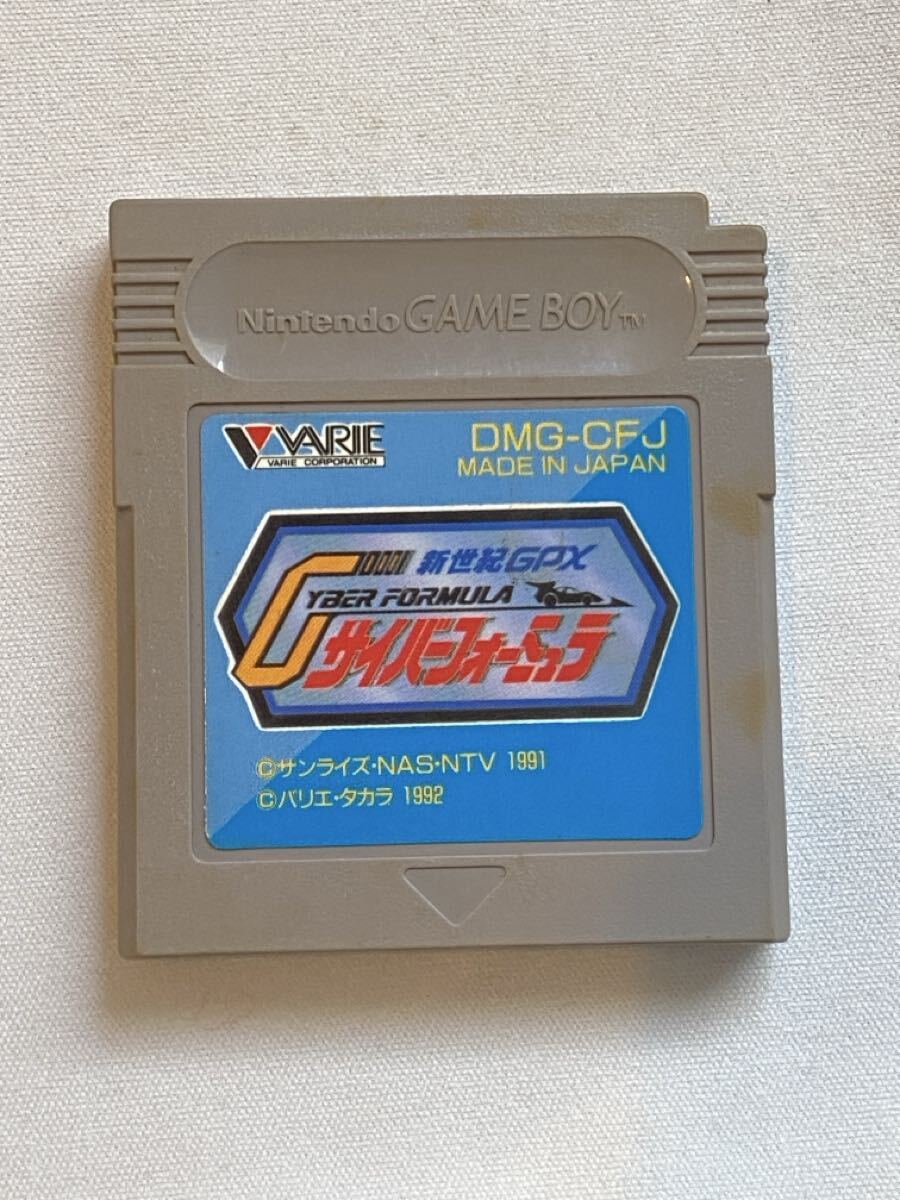 Nintendo GAME BOY TM
VARIE
VARIE CORPORATION
DMG-CFJ
MADE IN JAPAN
新世紀GPX
CYBER FORMULA
サイバーフォーミュラ
©サンライズ・NAS・NTV 1991
©バリエ・タカラ 1992